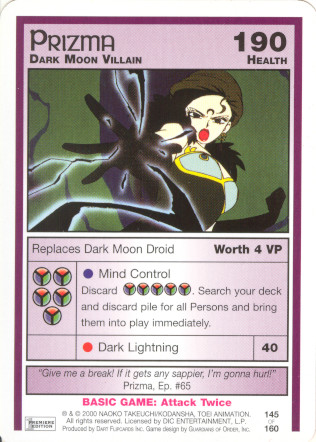 PRIZMA 190
DARK MOON VILLAIN HEALTH
Replaces Dark Moon Droid Worth 4 VP
Mind Control
Discard . Search your deck
and discard pile for all Persons and bring
them into play immediately.
Dark Lightning 40
"Give me a break! If it gets any sappier, I'm gonna hurl!"
Prizma, Ep. #65
BASIC GAME: Attack Twice
PREMIERE
EDITION
® & © 2000 NAOKO TAKEUCHI/KODANSHA, TOEI ANIMATION.
All rights reserved. Licensed by DIC ENTERTAINMENT, L.P.
Produced by DART FLIPCARDS INC. Game design by GUARDIANS OF ORDER, INC.
145
OF
160